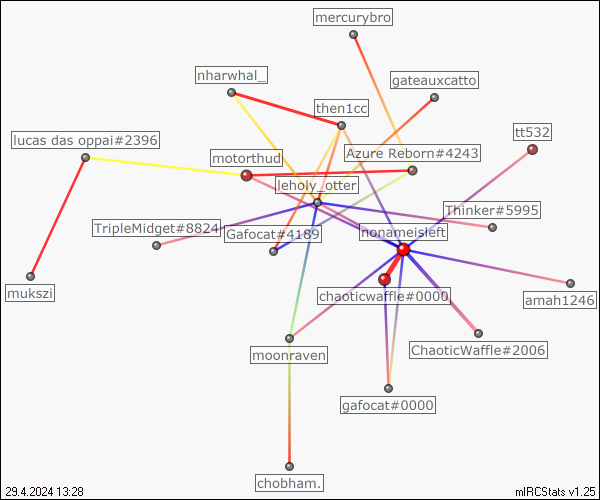 mercurybro
nharwhal_
gateauxcatto
then1cc
tt532
lucas das oppai#2396
motorthud
Azure Reborn#4243
leholy_otter
Thinker#5995
TripleMidget#8824
Gafocat#4189
nonameisleft
mukszi
chaoticwaffle#0000
amah1246
moonraven
ChaoticWaffle#2006
gafocat#0000
chobham.
29.4.2024 13:28
mIRCStats v1.25